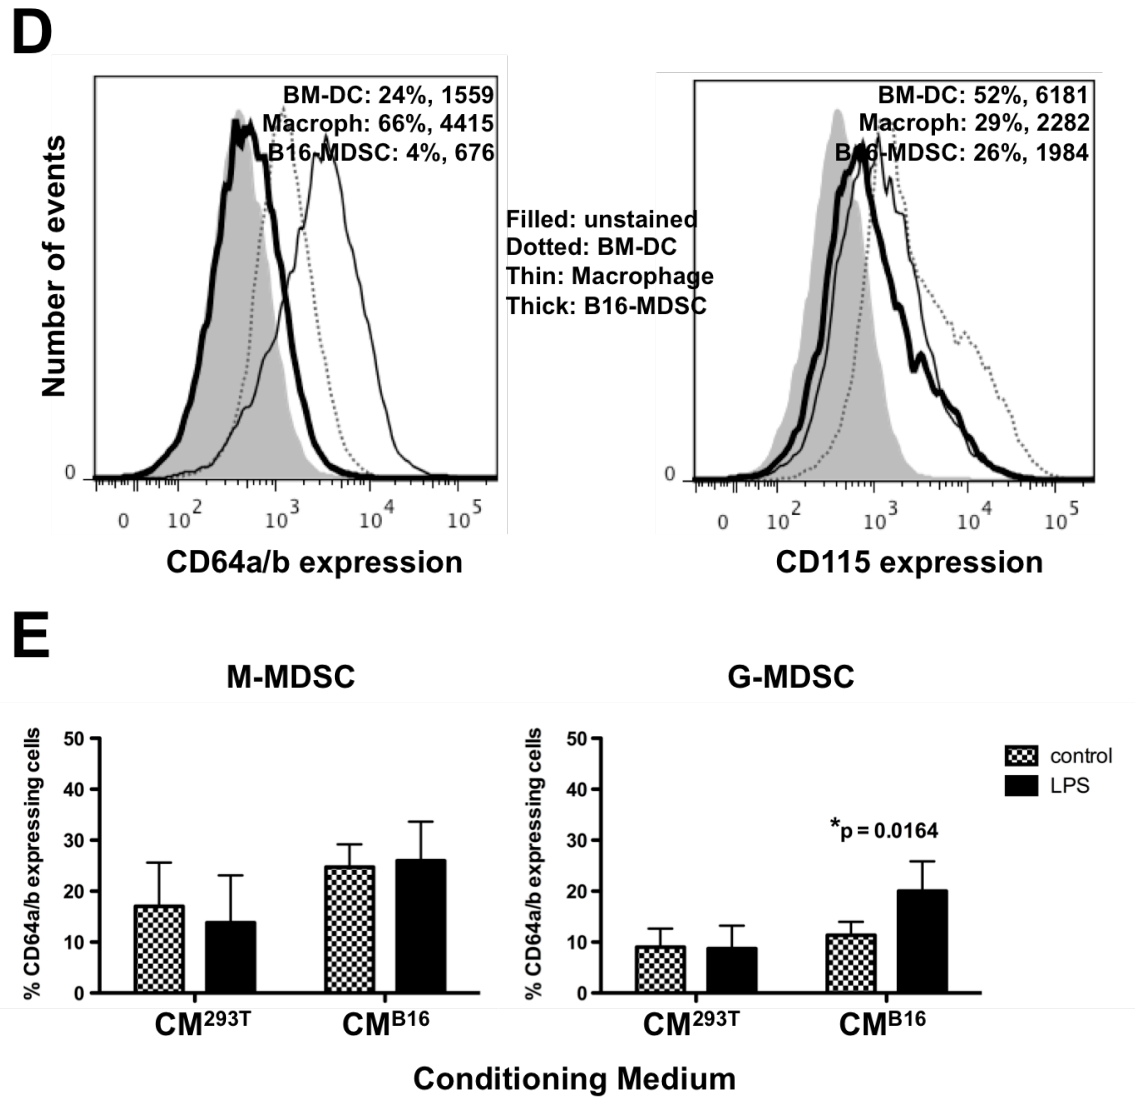 D
BM-DC: 24%, 1559
Macroph: 66%, 4415
B16-MDSC: 4%, 676
Number of events
0
0 10² 10³ 10⁴ 10⁵
CD64a/b expression
Filled: unstained
Dotted: BM-DC
Thin: Macrophage
Thick: B16-MDSC
BM-DC: 52%, 6181
Macroph: 29%, 2282
B16-MDSC: 26%, 1984
0
0 10² 10³ 10⁴ 10⁵
CD115 expression
E
M-MDSC
% CD64a/b expressing cells
50
40
30
20
10
0
CM293T CMB16
G-MDSC
% CD64a/b expressing cells
50
40
30
20
10
0
*p = 0.0164
CM293T CMB16
control
LPS
Conditioning Medium